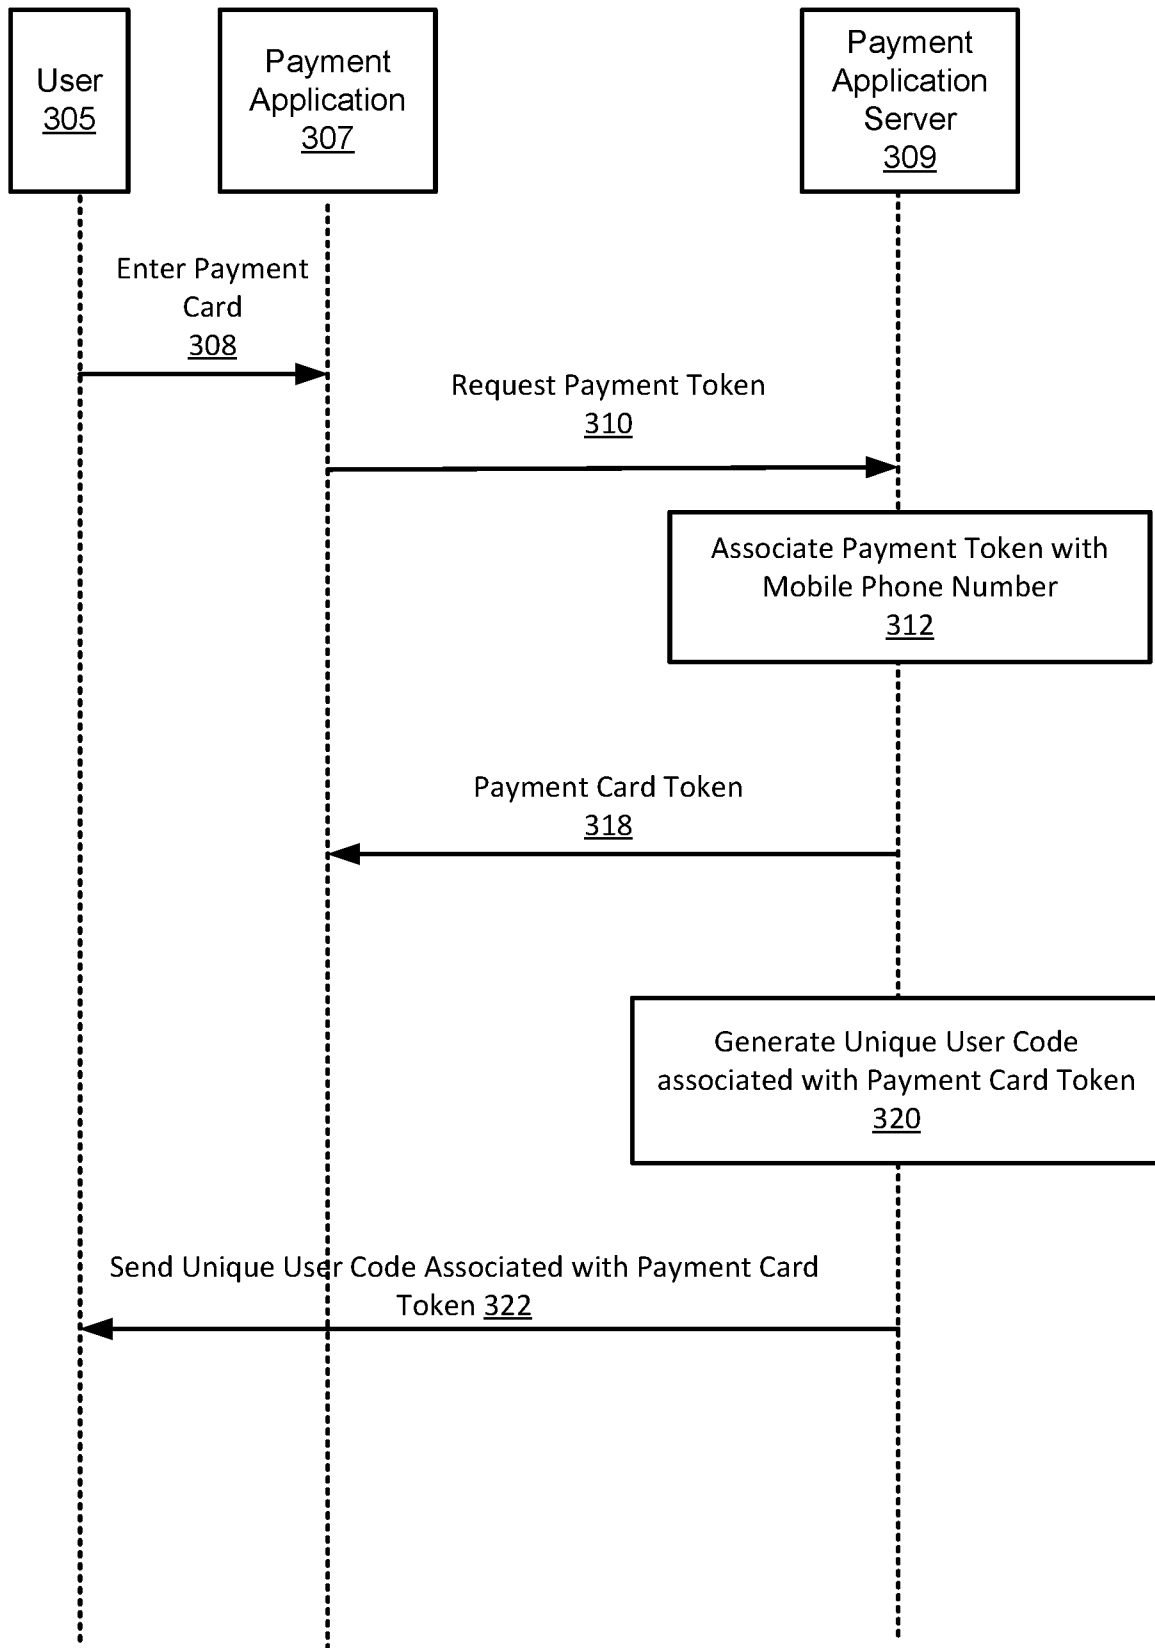 User
305
Payment
Application
307
Payment
Application
Server
309
Enter Payment
Card
308
Request Payment Token
310
Associate Payment Token with
Mobile Phone Number
312
Payment Card Token
318
Generate Unique User Code
associated with Payment Card Token
320
Send Unique User Code Associated with Payment Card
Token 322